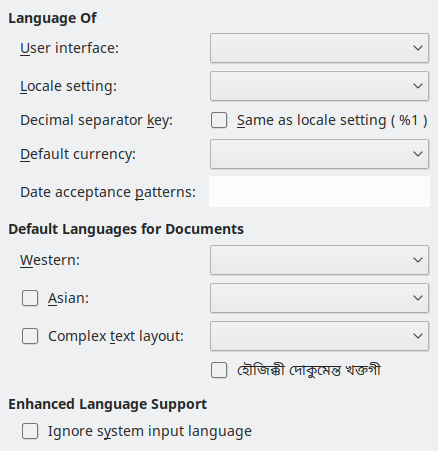 Language Of
User interface:
Locale setting:
Decimal separator key: Same as locale setting ( %1 )
Default currency:
Date acceptance patterns:
Default Languages for Documents
Western:
Asian:
Complex text layout:
হৌজিক্কী দোকুমেন্ত খক্তগী
Enhanced Language Support
Ignore system input language